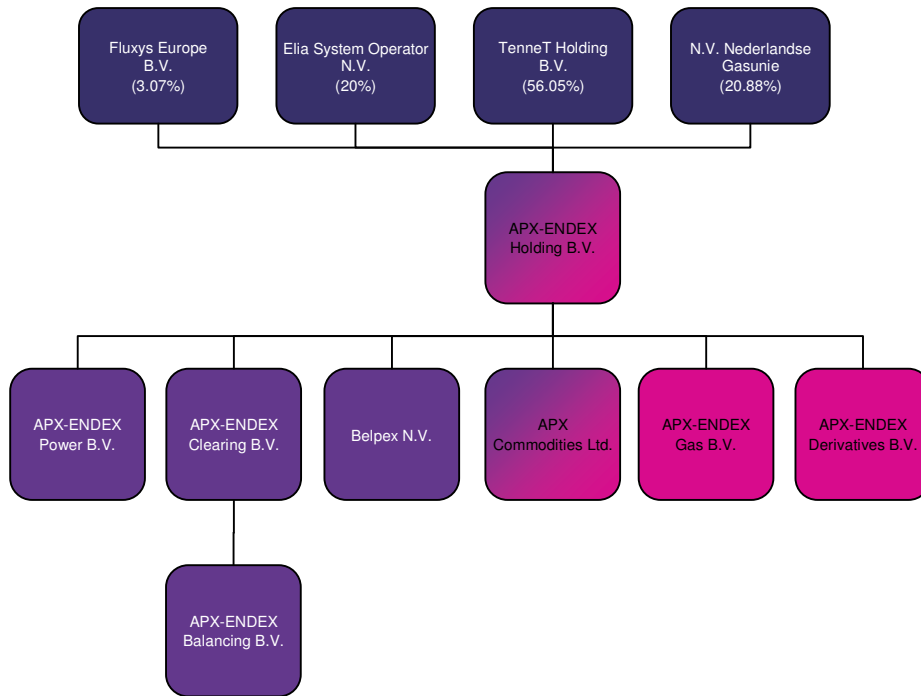 Fluxys Europe
B.V.
(3.07%)
Elia System Operator
N.V.
(20%)
TenneT Holding
B.V.
(56.05%)
N.V. Nederlandse
Gasunie
(20.88%)
APX-ENDEX
Holding B.V.
APX-ENDEX
Power B.V.
APX-ENDEX
Clearing B.V.
Belpex N.V.
APX
Commodities Ltd.
APX-ENDEX
Gas B.V.
APX-ENDEX
Derivatives B.V.
APX-ENDEX
Balancing B.V.